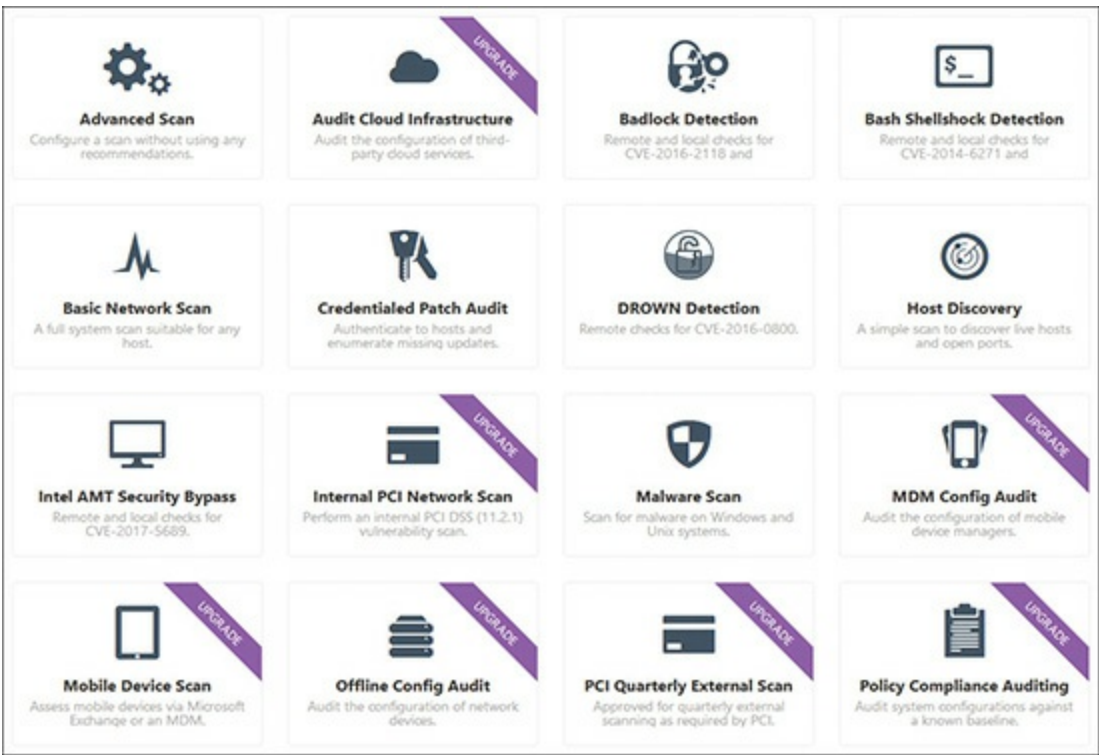 UPGRADE
$_
Advanced Scan
Configure a scan without using any
recommendations.
Audit Cloud Infrastructure
Audit the configuration of third-
party cloud services.
Badlock Detection
Remote and local checks for
CVE-2016-2118 and
Bash Shellshock Detection
Remote and local checks for
CVE-2014-6271 and
Basic Network Scan
A full system scan suitable for any
host.
Credentialed Patch Audit
Authenticate to hosts and
enumerate missing updates.
DROWN Detection
Remote checks for CVE-2016-0800.
Host Discovery
A simple scan to discover live hosts
and open ports.
UPGRADE
UPGRADE
Intel AMT Security Bypass
Remote and local checks for
CVE-2017-5689.
Internal PCI Network Scan
Perform an internal PCI DSS (11.2.1)
vulnerability scan.
Malware Scan
Scan for malware on Windows and
Unix systems.
MDM Config Audit
Audit the configuration of mobile
device managers.
UPGRADE
UPGRADE
UPGRADE
UPGRADE
Mobile Device Scan
Assess mobile devices via Microsoft
Exchange or an MDM.
Offline Config Audit
Audit the configuration of network
devices.
PCI Quarterly External Scan
Approved for quarterly external
scanning as required by PCI.
Policy Compliance Auditing
Audit system configurations against
a known baseline.